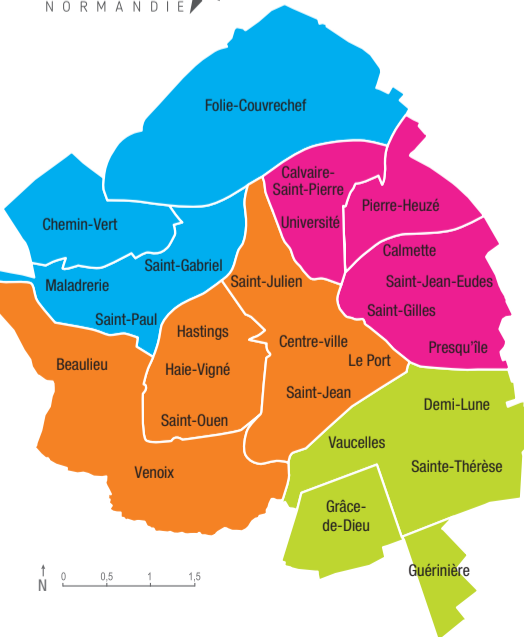 NORMANDIE
Folie-Couvrechef
Calvaire-
Saint-Pierre
Pierre-Heuzé
Université
Chemin-Vert
Calmette
Saint-Gabriel
Saint-Julien
Saint-Jean-Eudes
Maladrerie
Saint-Gilles
Saint-Paul
Hastings
Centre-ville
Presqu'île
Le Port
Beaulieu
Haie-Vigné
Saint-Jean
Demi-Lune
Saint-Ouen
Vaucelles
Sainte-Thérèse
Venoix
Grâce-
de-Dieu
Guérinière
N 0 0,5 1 1,5